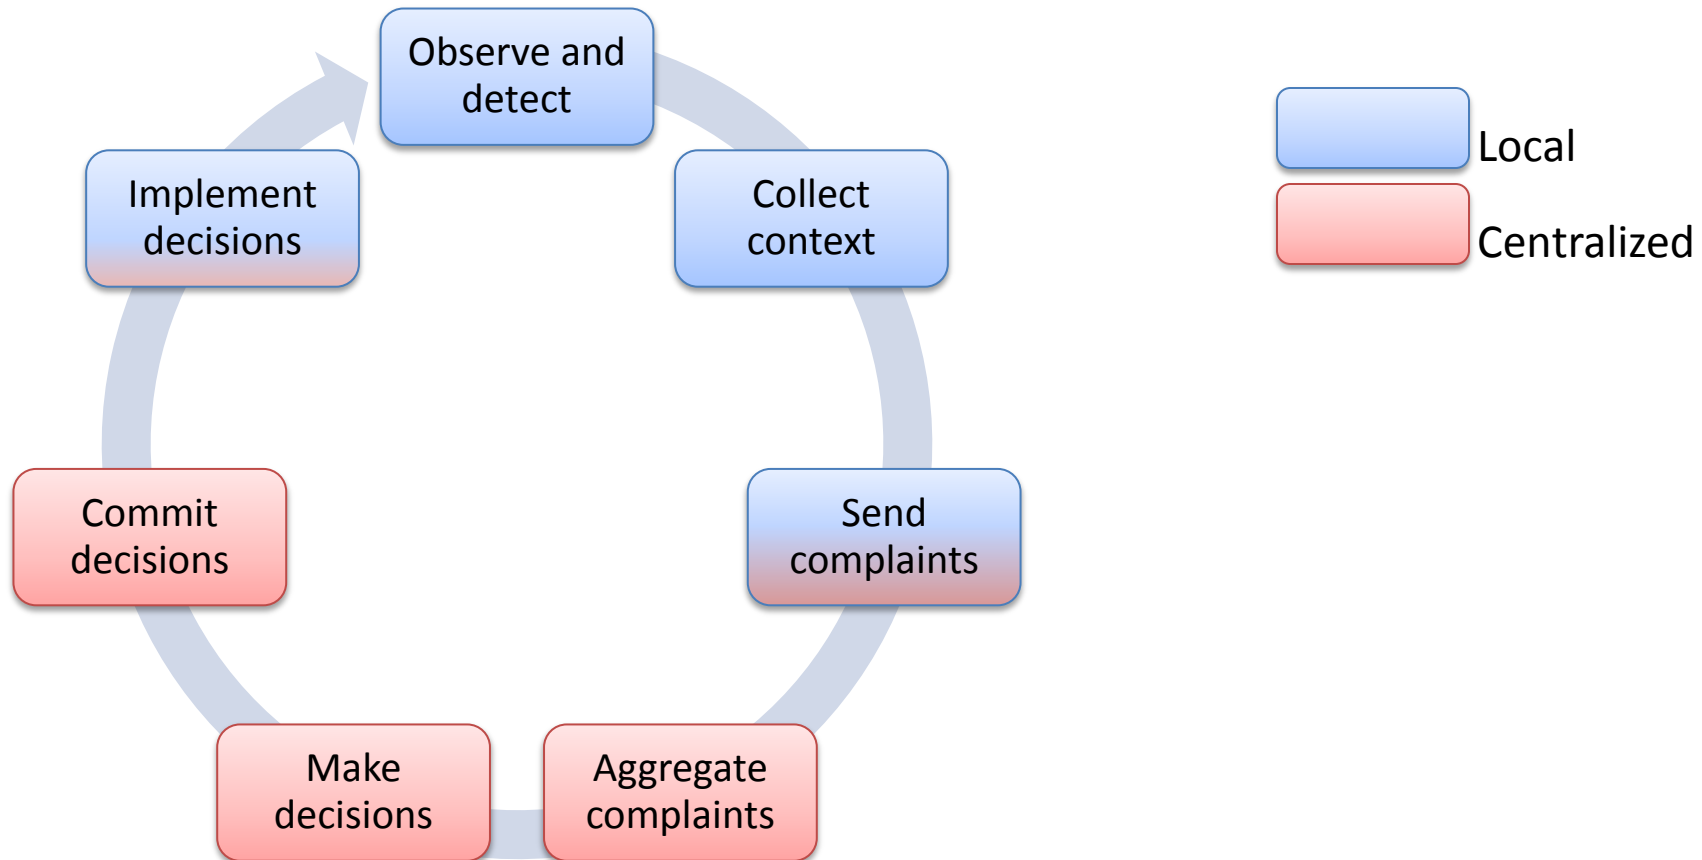 Observe and
detect
Collect
context
Send
complaints
Aggregate
complaints
Make
decisions
Commit
decisions
Implement
decisions
Local
Centralized